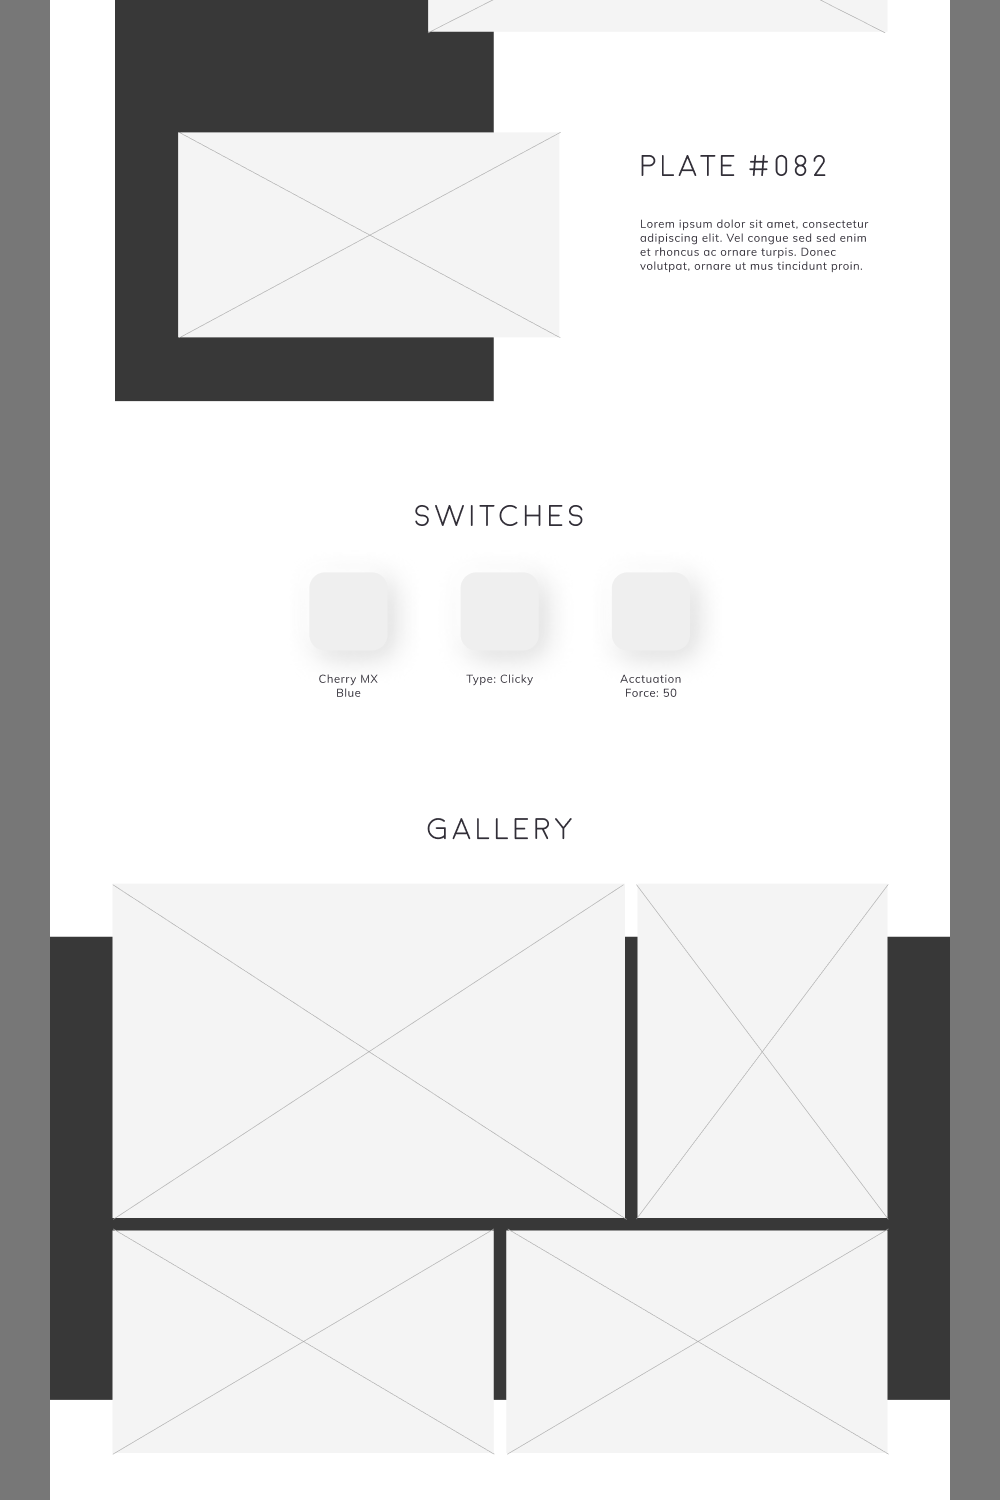 PLATE #082
Lorem ipsum dolor sit amet, consectetur
adipiscing elit. Vel congue sed sed enim
et rhoncus ac ornare turpis. Donec
volutpat, ornare ut mus tincidunt proin.
SWITCHES
Cherry MX
Blue
Type: Clicky
Acctuation
Force: 50
GALLERY